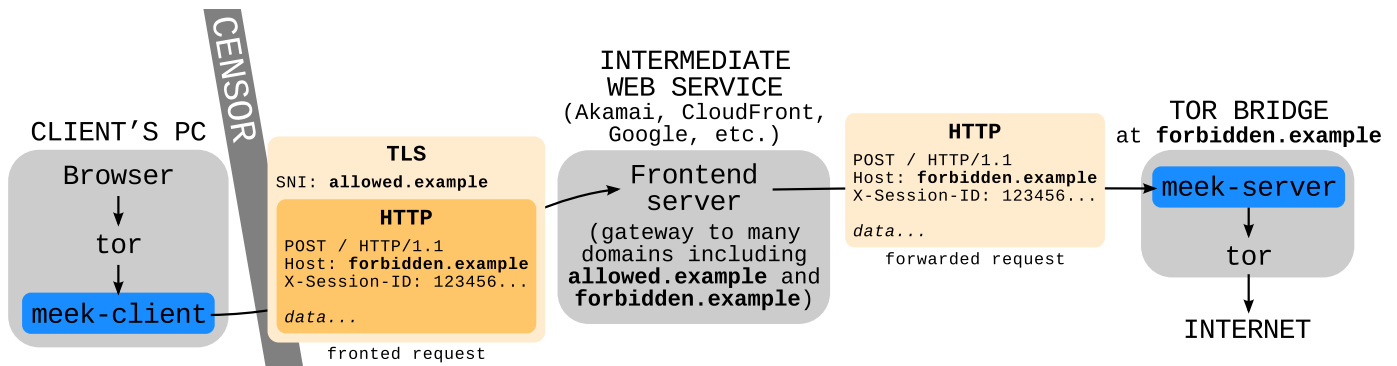 CENSOR
CLIENT’S PC
Browser
tor
meek-client
TLS
SNI: allowed.example
HTTP
POST / HTTP/1.1
Host: forbidden.example
X-Session-ID: 123456...
data...
fronted request
INTERMEDIATE
WEB SERVICE
(Akamai, CloudFront,
Google, etc.)
Frontend
server
(gateway to many
domains including
allowed.example and
forbidden.example)
HTTP
POST / HTTP/1.1
Host: forbidden.example
X-Session-ID: 123456...
data...
forwarded request
TOR BRIDGE
at forbidden.example
meek-server
tor
INTERNET